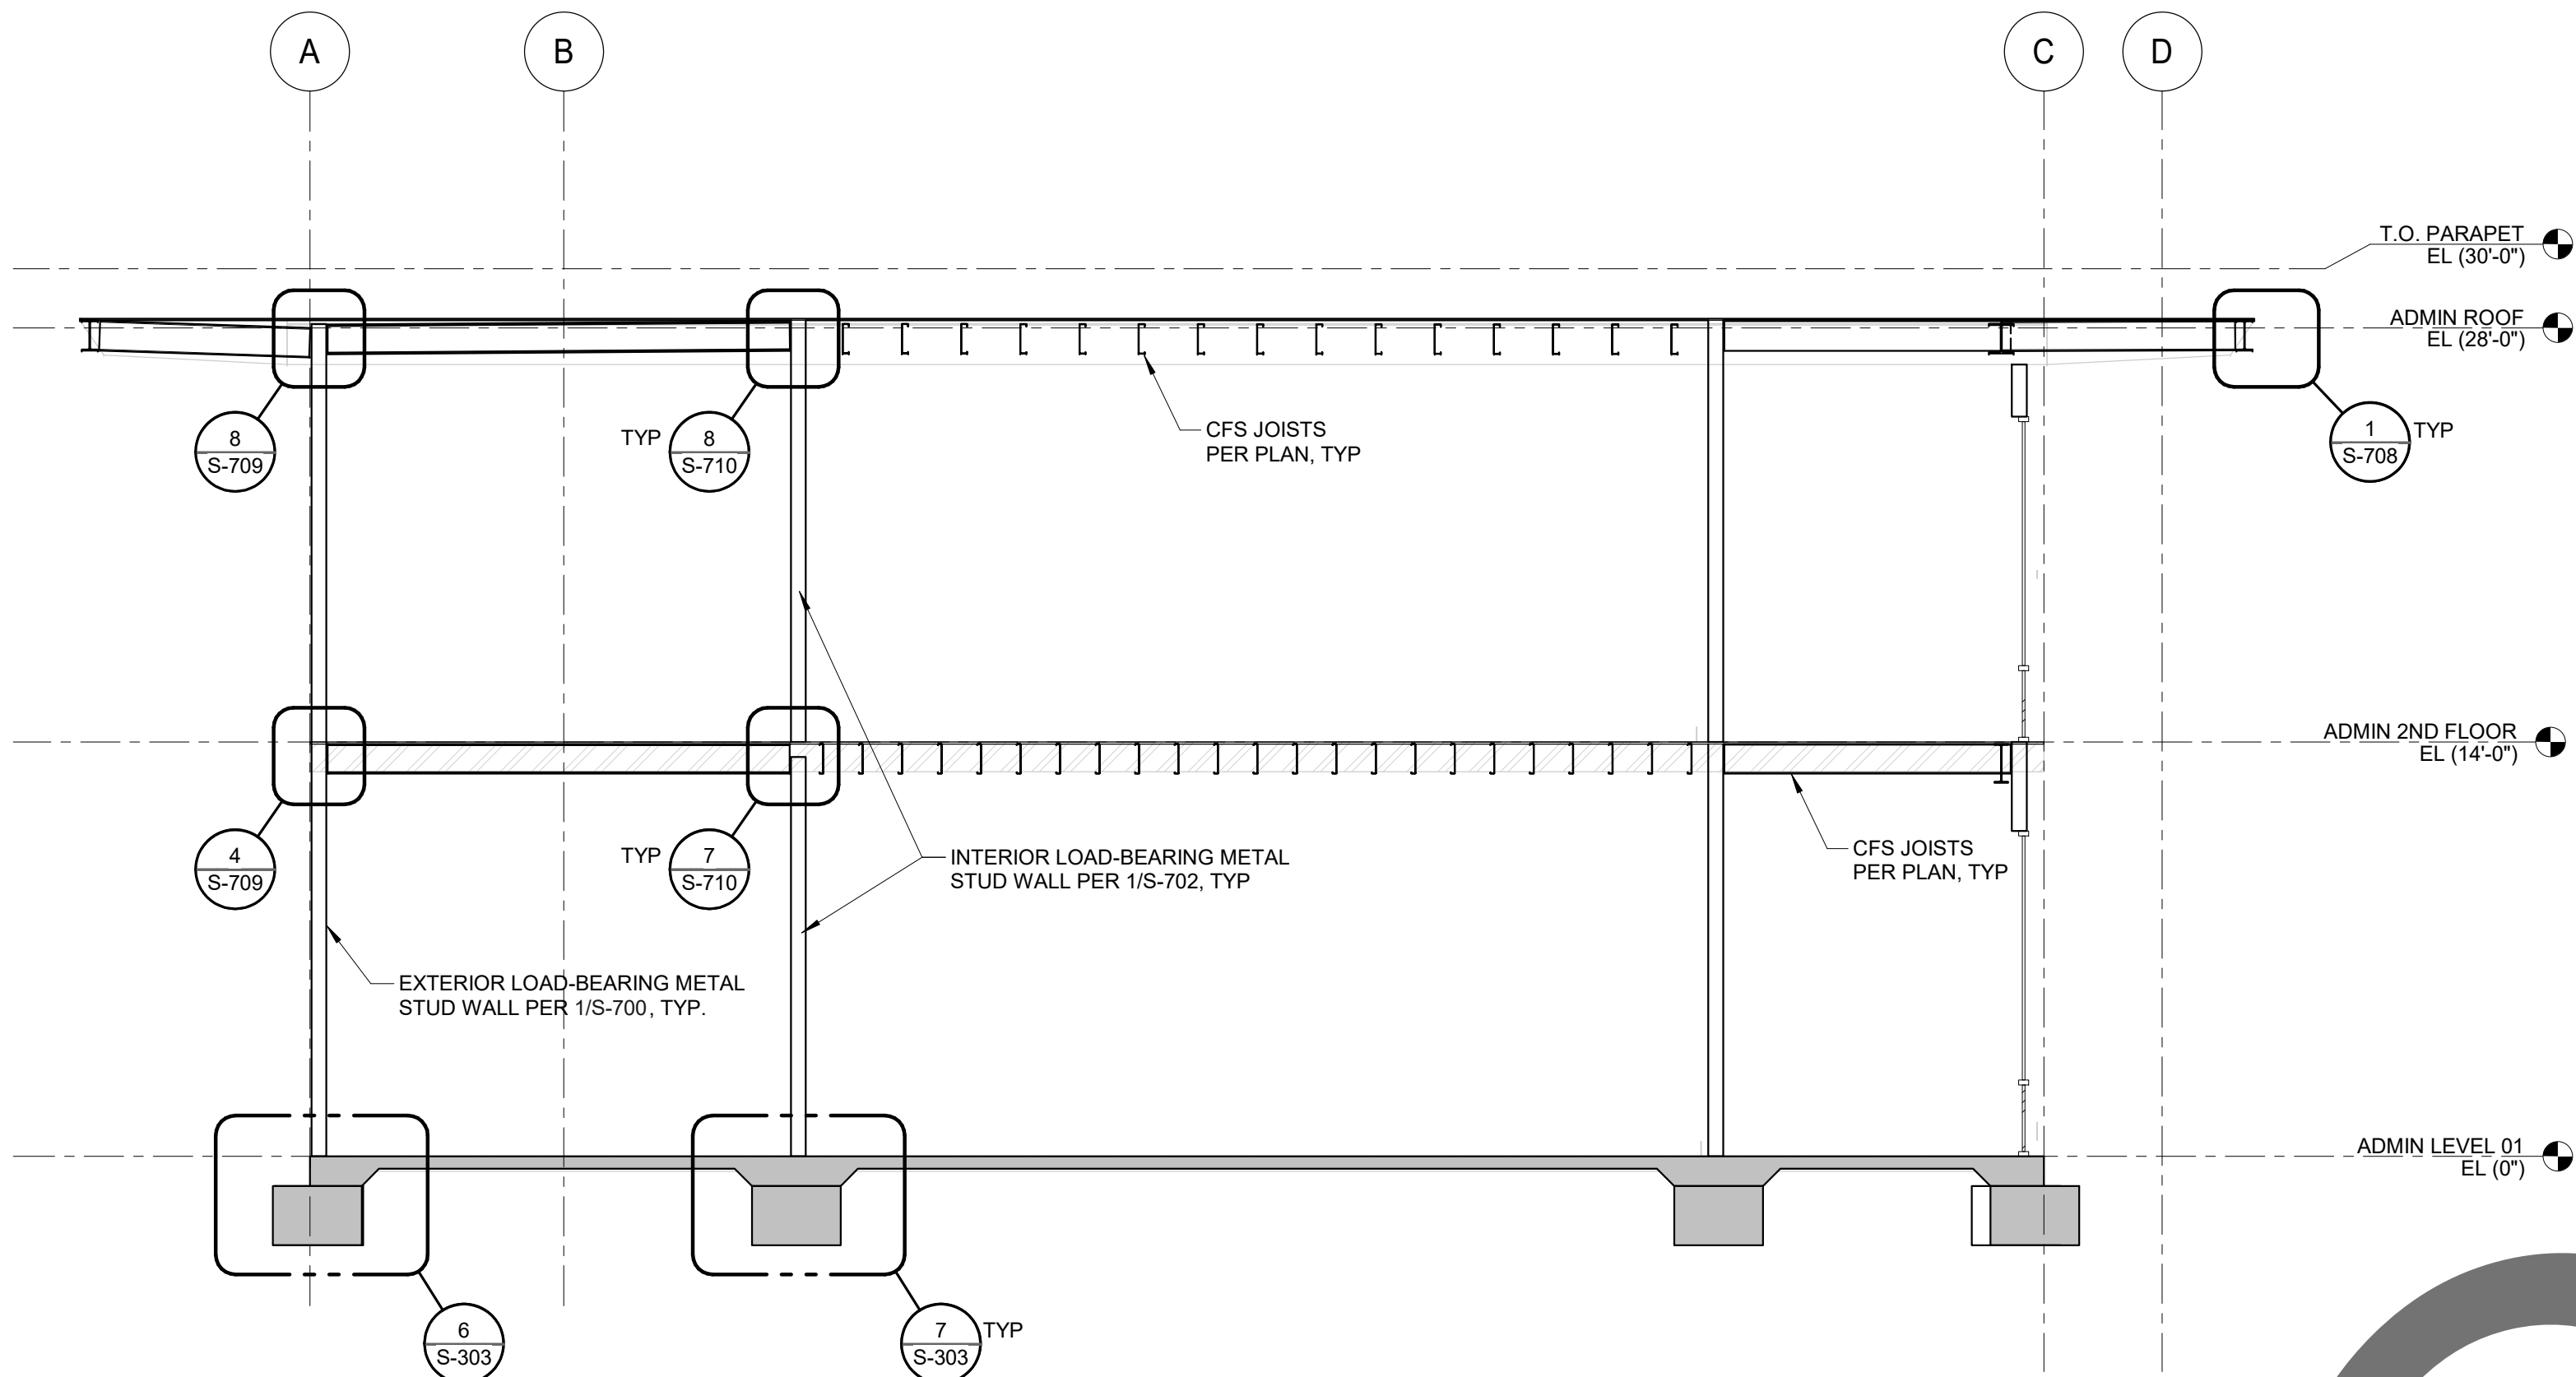 A
B
C
D
T.O. PARAPET
EL (30'-0")
ADMIN ROOF
EL (28'-0")
8
S-709
TYP
8
S-710
CFS JOISTS
PER PLAN, TYP
1
S-708
TYP
ADMIN 2ND FLOOR
EL (14'-0")
4
S-709
TYP
7
S-710
INTERIOR LOAD-BEARING METAL
STUD WALL PER 1/S-702, TYP
CFS JOISTS
PER PLAN, TYP
EXTERIOR LOAD-BEARING METAL
STUD WALL PER 1/S-700, TYP.
ADMIN LEVEL 01
EL (0")
6
S-303
7
S-303
TYP